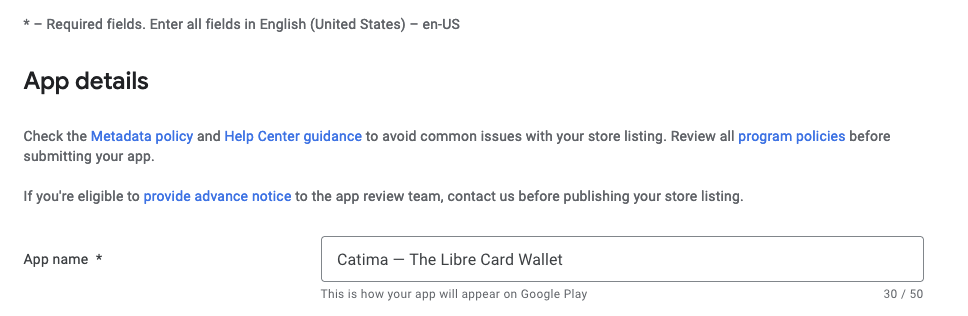 * – Required fields. Enter all fields in English (United States) – en-US
App details
Check the Metadata policy and Help Center guidance to avoid common issues with your store listing. Review all program policies before
submitting your app.
If you're eligible to provide advance notice to the app review team, contact us before publishing your store listing.
App name *
Catima — The Libre Card Wallet
This is how your app will appear on Google Play
30 / 50